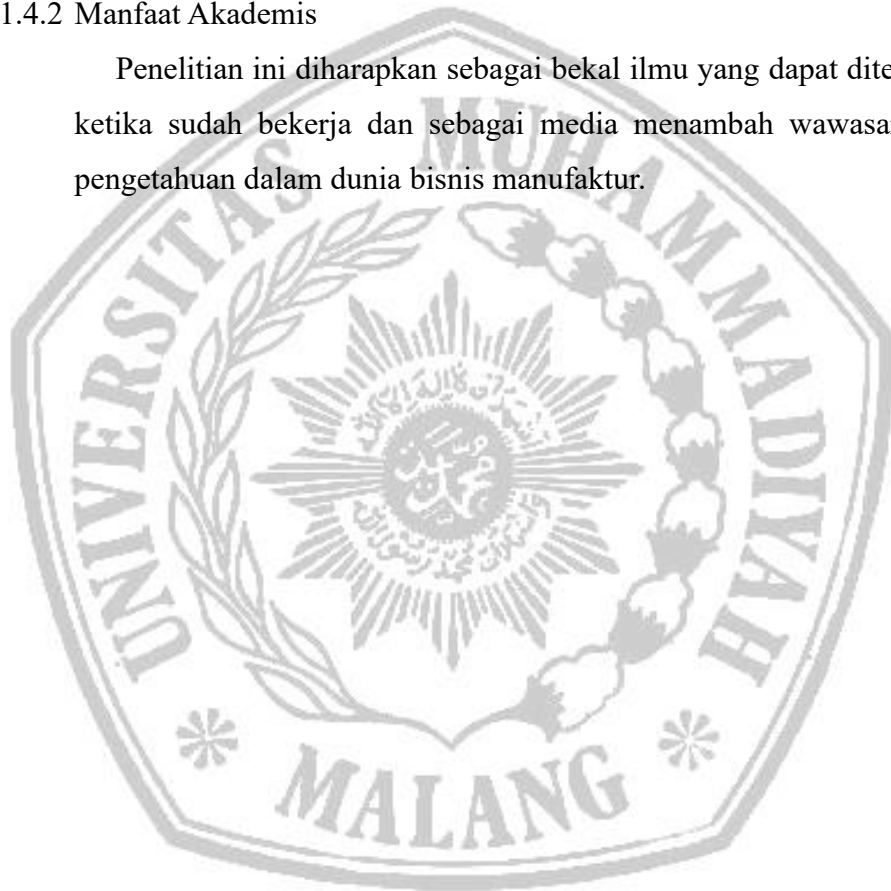 1.4.2 Manfaat Akademis
Penelitian ini diharapkan sebagai bekal ilmu yang dapat dite
ketika sudah bekerja dan sebagai media menambah wawasa
pengetahuan dalam dunia bisnis manufaktur.
UNIVERSITAS MUHAMMADIYAH
MALANG